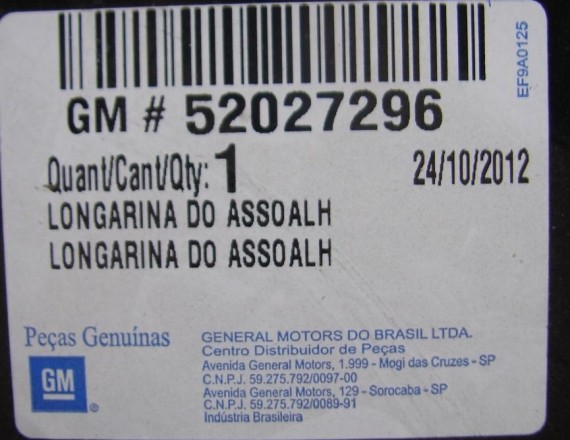 EF9A0125
GM # 52027296
Quant/Cant/Qty: 1 24/10/2012
LONGARINA DO ASSOALH
LONGARINA DO ASSOALH
Peças Genuínas
GM
GENERAL MOTORS DO BRASIL LTDA.
Centro Distribuidor de Peças
Avenida General Motors, 1.999 - Mogi das Cruzes - SP
C.N.P.J. 59.275.792/0097-00
Avenida General Motors, 129 - Sorocaba - SP
C.N.P.J. 59.275.792/0089-91
Indústria Brasileira